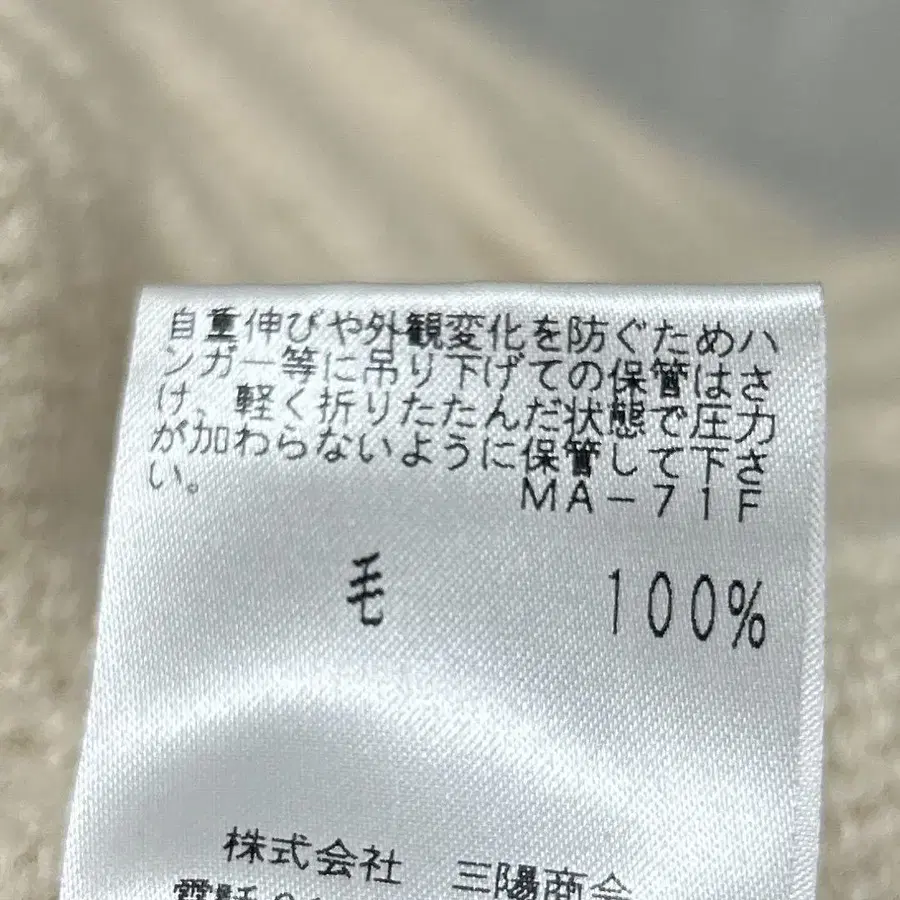 自重伸びや外観変化を防ぐためハ
ンガー等に吊り下げての保管はさ
け、軽く折りたたんだ状態で圧力
が加わらないように保管して下さ
い。 MA-71F
毛 100%
株式会社 三陽商会
電話